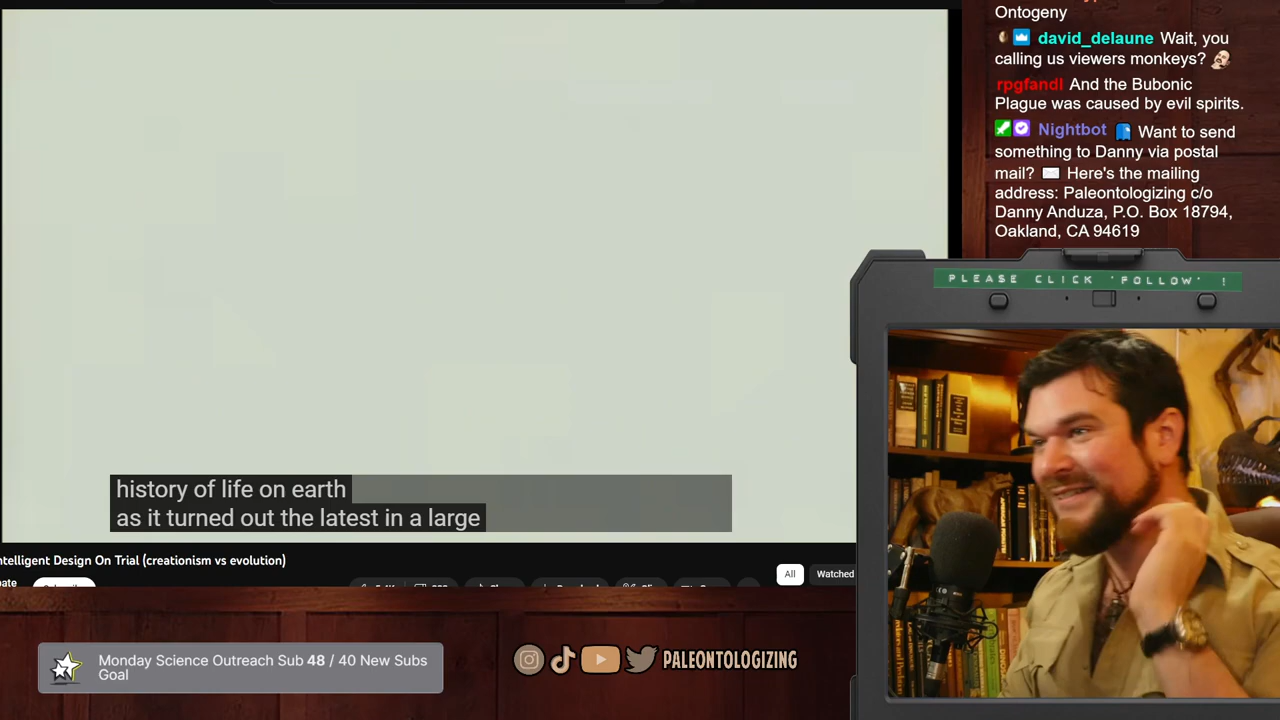 Ontogeny
david_delaune Wait, you
calling us viewers monkeys?
rpgfandl And the Bubonic
Plague was caused by evil spirits.
Nightbot Want to send
something to Danny via postal
mail? Here's the mailing
address: Paleontologizing c/o
Danny Anduza, P.O. Box 18794,
Oakland, CA 94619
PLEASE CLICK 'FOLLOW' !
history of life on earth
as it turned out the latest in a large
ntelligent Design On Trial (creationism vs evolution)
All Watched
Monday Science Outreach Sub 48 / 40 New Subs
Goal
PALEONTOLOGIZING